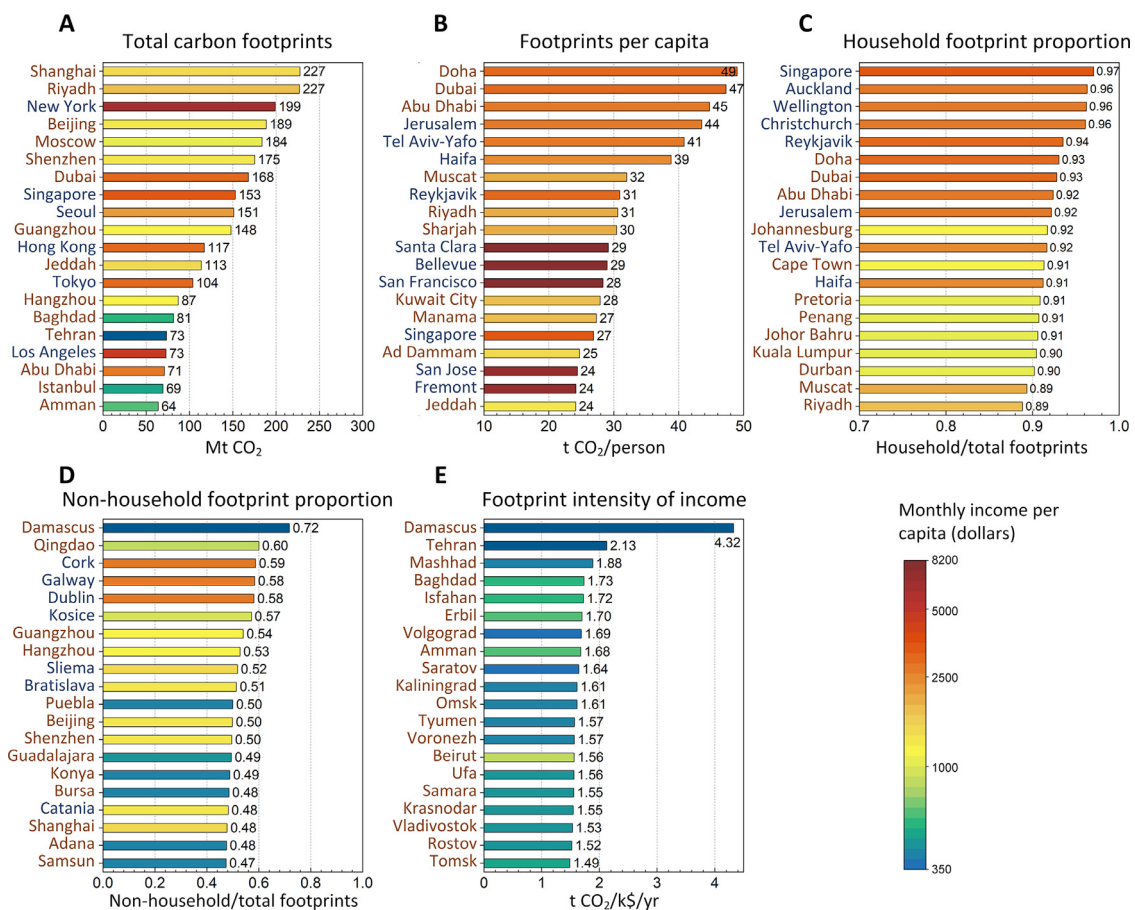 A
Total carbon footprints
Shanghai 227
Riyadh 227
New York 199
Beijing 189
Moscow 184
Shenzhen 175
Dubai 168
Singapore 153
Seoul 151
Guangzhou 148
Hong Kong 117
Jeddah 113
Tokyo 104
Hangzhou 87
Baghdad 81
Tehran 73
Los Angeles 73
Abu Dhabi 71
Istanbul 69
Amman 64
0 50 100 150 200 250 300
Mt CO₂
B
Footprints per capita
Doha 49
Dubai 47
Abu Dhabi 45
Jerusalem 44
Tel Aviv-Yafo 41
Haifa 39
Muscat 32
Reykjavik 31
Riyadh 31
Sharjah 30
Santa Clara 29
Bellevue 29
San Francisco 28
Kuwait City 28
Manama 27
Singapore 27
Ad Dammam 25
San Jose 24
Fremont 24
Jeddah 24
10 20 30 40 50
t CO₂/person
C
Household footprint proportion
Singapore 0.97
Auckland 0.96
Wellington 0.96
Christchurch 0.96
Reykjavik 0.94
Doha 0.93
Dubai 0.93
Abu Dhabi 0.92
Jerusalem 0.92
Johannesburg 0.92
Tel Aviv-Yafo 0.92
Cape Town 0.91
Haifa 0.91
Pretoria 0.91
Penang 0.91
Johor Bahru 0.91
Kuala Lumpur 0.90
Durban 0.90
Muscat 0.89
Riyadh 0.89
0.7 0.8 0.9 1.0
Household/total footprints
D
Non-household footprint proportion
Damascus 0.72
Qingdao 0.60
Cork 0.59
Galway 0.58
Dublin 0.58
Kosice 0.57
Guangzhou 0.54
Hangzhou 0.53
Sliema 0.52
Bratislava 0.51
Puebla 0.50
Beijing 0.50
Shenzhen 0.50
Guadalajara 0.49
Konya 0.49
Bursa 0.48
Catania 0.48
Shanghai 0.48
Adana 0.48
Samsun 0.47
0.0 0.2 0.4 0.6 0.8 1.0
Non-household/total footprints
E
Footprint intensity of income
Damascus 4.32
Tehran 2.13
Mashhad 1.88
Baghdad 1.73
Isfahan 1.72
Erbil 1.70
Volgograd 1.69
Amman 1.68
Saratov 1.64
Kaliningrad 1.61
Omsk 1.61
Tyumen 1.57
Voronezh 1.57
Beirut 1.56
Ufa 1.56
Samara 1.55
Krasnodar 1.55
Vladivostok 1.53
Rostov 1.52
Tomsk 1.49
0 1 2 3 4
t CO₂/k$/yr
Monthly income per
capita (dollars)
8200
5000
2500
1000
350